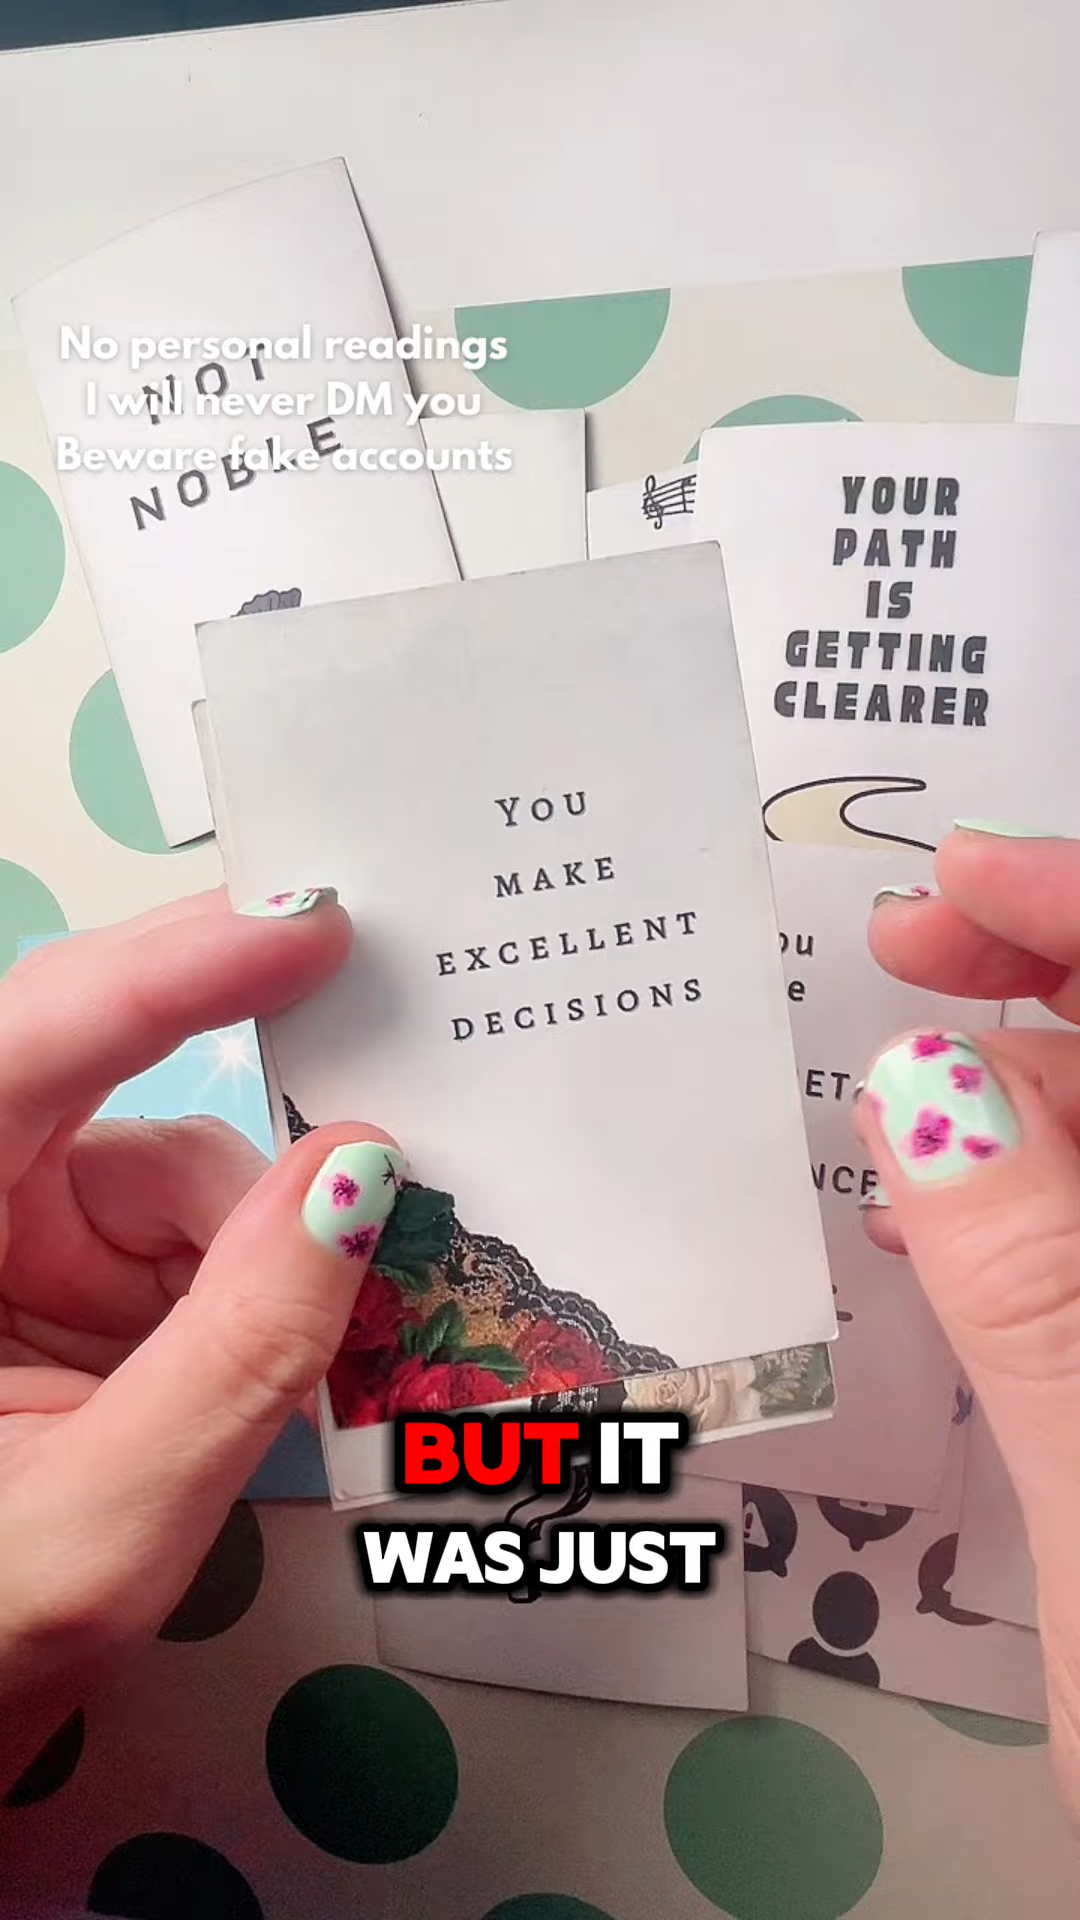 No personal readings
I will never DM you
Beware fake accounts
NOT
NOBLE
YOUR
PATH
IS
GETTING
CLEARER
YOU
MAKE
EXCELLENT
DECISIONS
BUT IT
WAS JUST